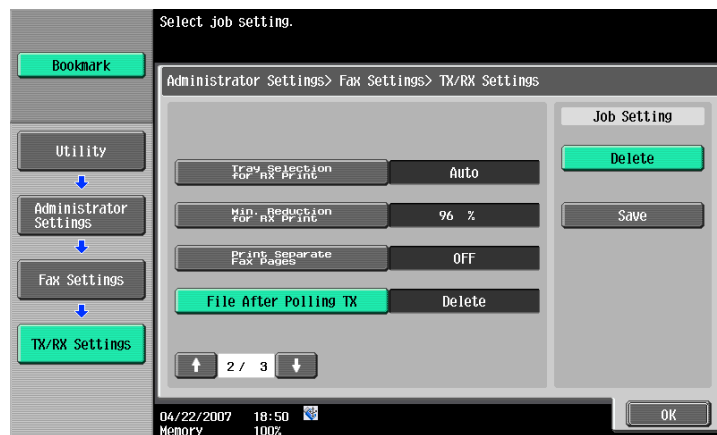 Select job setting.
Bookmark
Administrator Settings> Fax Settings> TX/RX Settings
Job Setting
Utility
Tray Selection
for RX Print
Auto
Delete
Administrator
Settings
Min. Reduction
for RX Print
96 %
Save
Print Separate
Fax Pages
OFF
Fax Settings
File After Polling TX
Delete
TX/RX Settings
2/ 3
04/22/2007 18:50
Memory 100%
OK